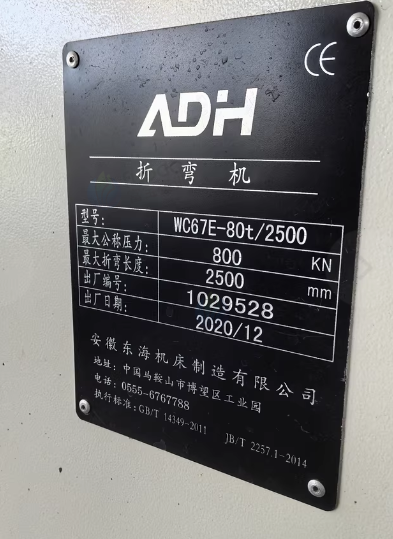 CE
ADH
折弯机
型号: WC67E-80t/2500
最大公称压力: 800 KN
最大折弯长度: 2500 mm
出厂编号: 1029528
出厂日期: 2020/12
安徽东海机床制造有限公司
地址: 中国马鞍山市博望区工业园
电话: 0555-6767788
执行标准: GB/T 14349-2011 JB/T 2257.1-2014